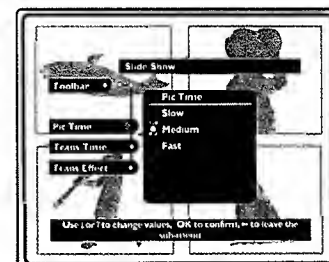 Slide Show
Toolbar
Pic Time
Slow
Medium
Fast
Pic Time
Trans Time
Trans Effect
Use ↓ or ↑ to change values, OK to confirm, ← to leave the
submenu